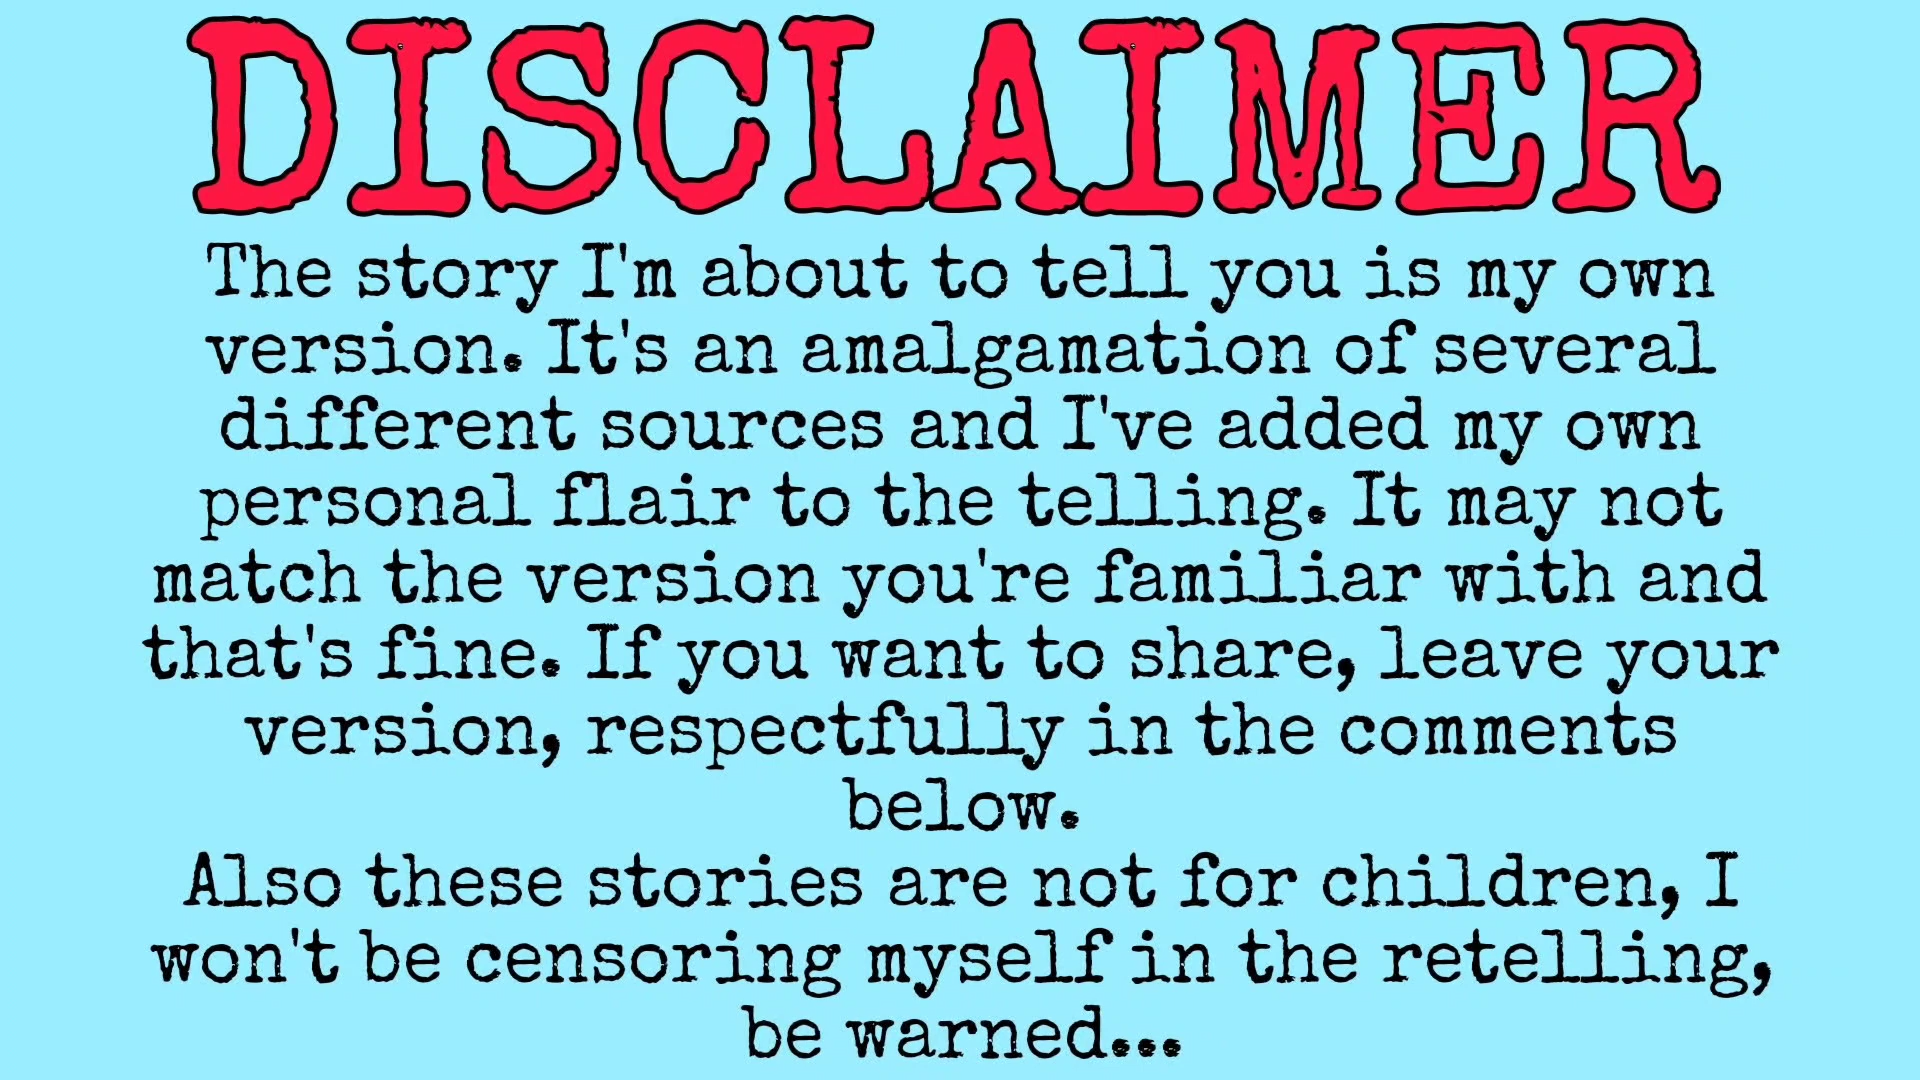 DISCLAIMER
The story I'm about to tell you is my own
version. It's an amalgamation of several
different sources and I've added my own
personal flair to the telling. It may not
match the version you're familiar with and
that's fine. If you want to share, leave your
version, respectfully in the comments
below.
Also these stories are not for children, I
won't be censoring myself in the retelling,
be warned...